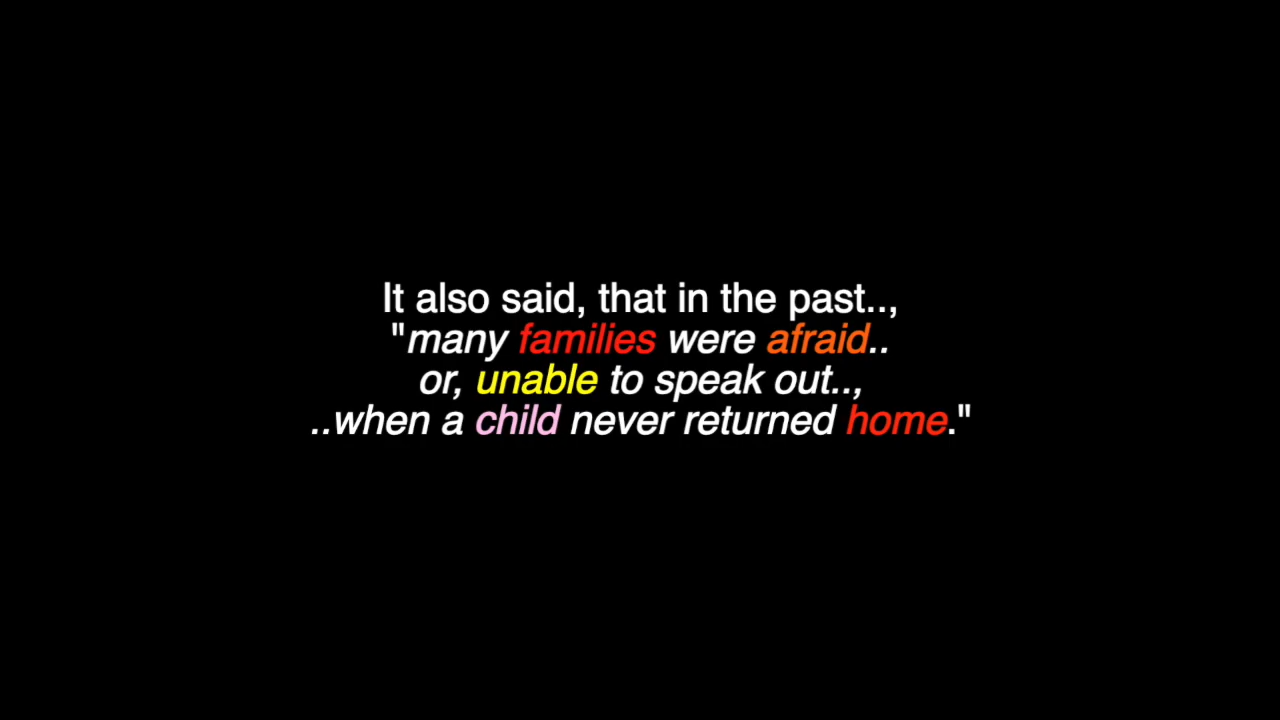 It also said, that in the past..,
"many families were afraid..
or, unable to speak out..,
..when a child never returned home."